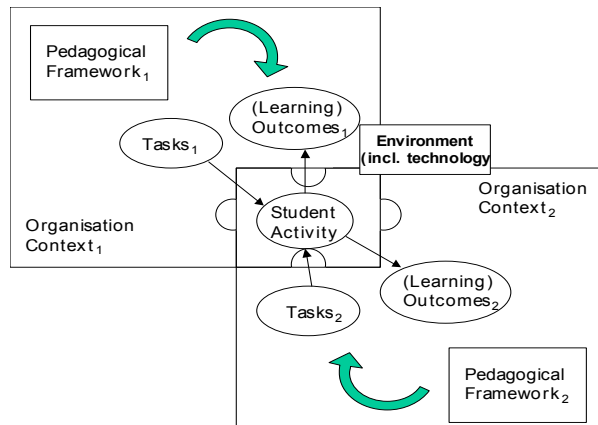 Pedagogical
Framework1
(Learning)
Outcomes1
Tasks1
Environment
(incl. technology
Organisation
Context2
Organisation
Context1
Student
Activity
(Learning)
Outcomes2
Tasks2
Pedagogical
Framework2